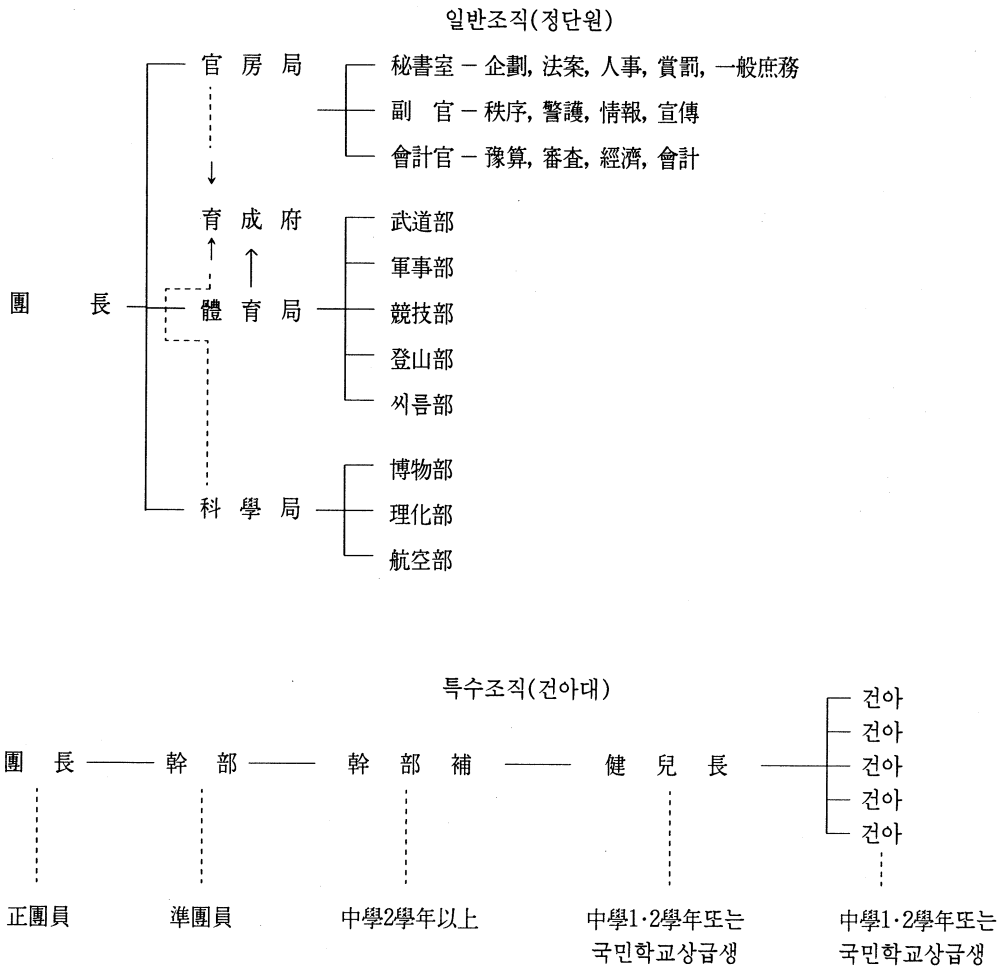 일반조직(정단원)
官房局
秘書室 － 企劃, 法案, 人事, 賞罰, 一般庶務
副 官 － 秩序, 警護, 情報, 宣傳
會計官 － 豫算, 審査, 經濟, 會計
育成府
武道部
軍事部
團 長
體育局
競技部
登山部
씨름部
博物部
科學局
理化部
航空部
특수조직(건아대)
건아
건아
團 長
幹 部
幹 部 補
健 兒 長
건아
건아
건아
正團員
準團員
中學2學年以上
中學1·2學年또는
국민학교상급생
中學1·2學年또는
국민학교상급생